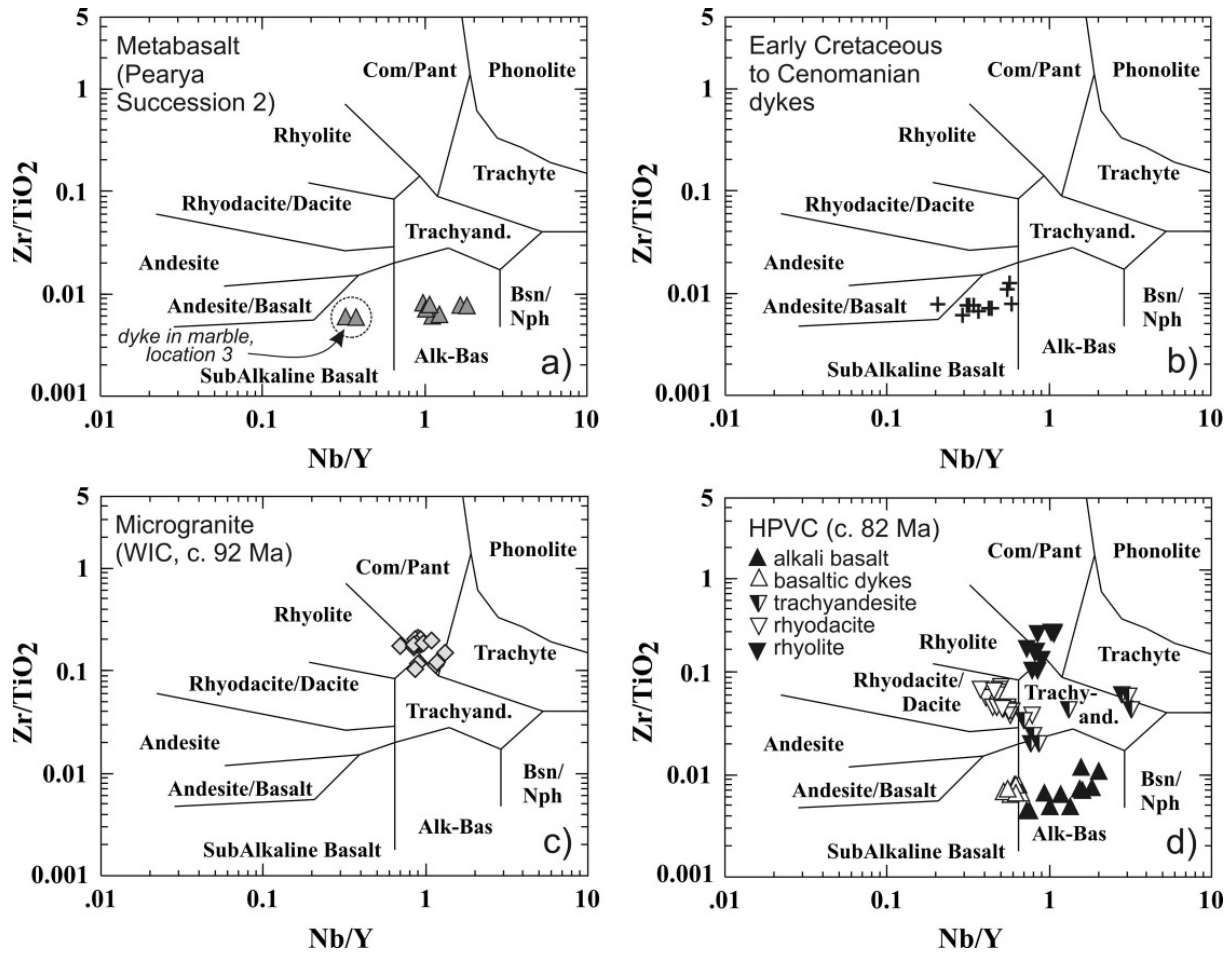 Metabasalt
(Pearya
Succession 2)
5
1
0.1
0.01
0.001
Zr/TiO2
Com/Pant
Phonolite
Rhyolite
Trachyte
Rhyodacite/Dacite
Trachyand.
Andesite
Andesite/Basalt
Bsn/
Nph
dyke in marble,
location 3
Alk-Bas
SubAlkaline Basalt
a)
.01
0.1
1
10
Nb/Y
Early Cretaceous
to Cenomanian
dykes
5
1
0.1
0.01
0.001
Zr/TiO2
Com/Pant
Phonolite
Rhyolite
Trachyte
Rhyodacite/Dacite
Trachyand.
Andesite
Andesite/Basalt
Bsn/
Nph
Alk-Bas
SubAlkaline Basalt
b)
.01
0.1
1
10
Nb/Y
Microgranite
(WIC, c. 92 Ma)
5
1
0.1
0.01
0.001
Zr/TiO2
Com/Pant
Phonolite
Rhyolite
Trachyte
Rhyodacite/Dacite
Trachyand.
Andesite
Andesite/Basalt
Bsn/
Nph
Alk-Bas
SubAlkaline Basalt
c)
.01
0.1
1
10
Nb/Y
HPVC (c. 82 Ma)
alkali basalt
basaltic dykes
trachyandesite
rhyodacite
rhyolite
5
1
0.1
0.01
0.001
Zr/TiO2
Com/Pant
Phonolite
Rhyolite
Trachyte
Rhyodacite/
Dacite
Trachy-
and.
Andesite
Andesite/Basalt
Bsn/
Nph
Alk-Bas
SubAlkaline Basalt
d)
.01
0.1
1
10
Nb/Y